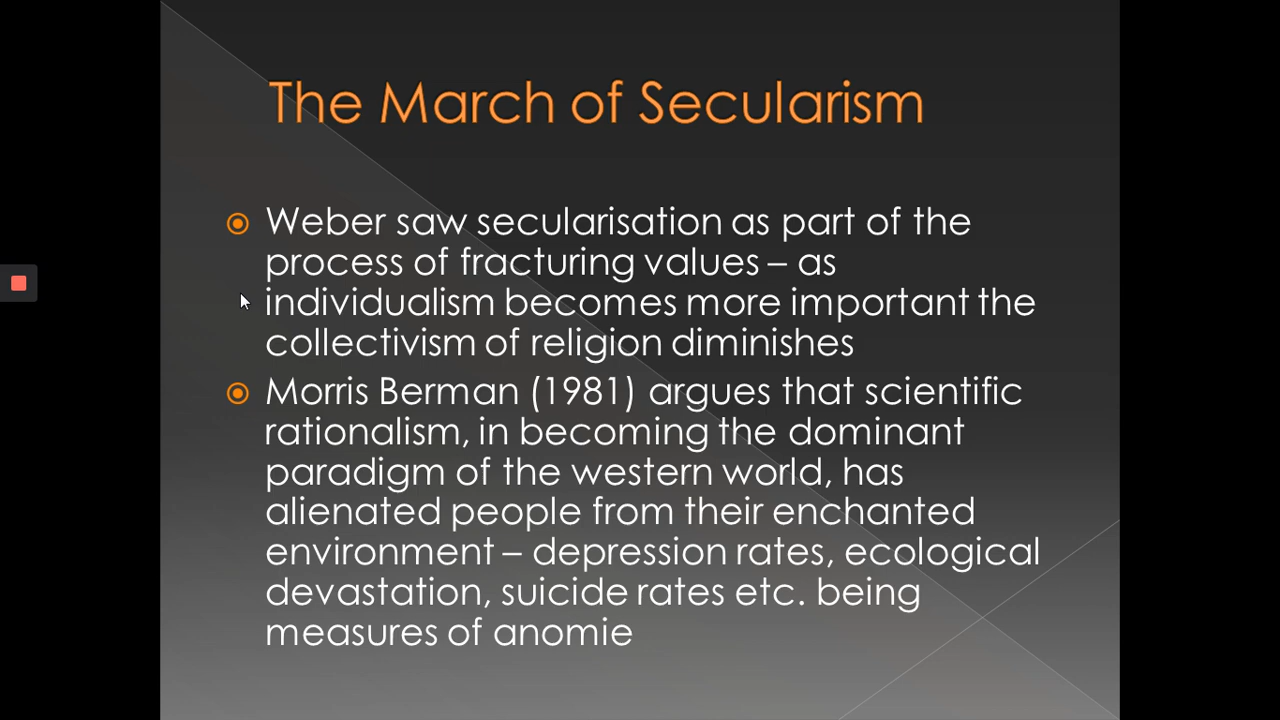 The March of Secularism
Weber saw secularisation as part of the
process of fracturing values – as
individualism becomes more important the
collectivism of religion diminishes
Morris Berman (1981) argues that scientific
rationalism, in becoming the dominant
paradigm of the western world, has
alienated people from their enchanted
environment – depression rates, ecological
devastation, suicide rates etc. being
measures of anomie